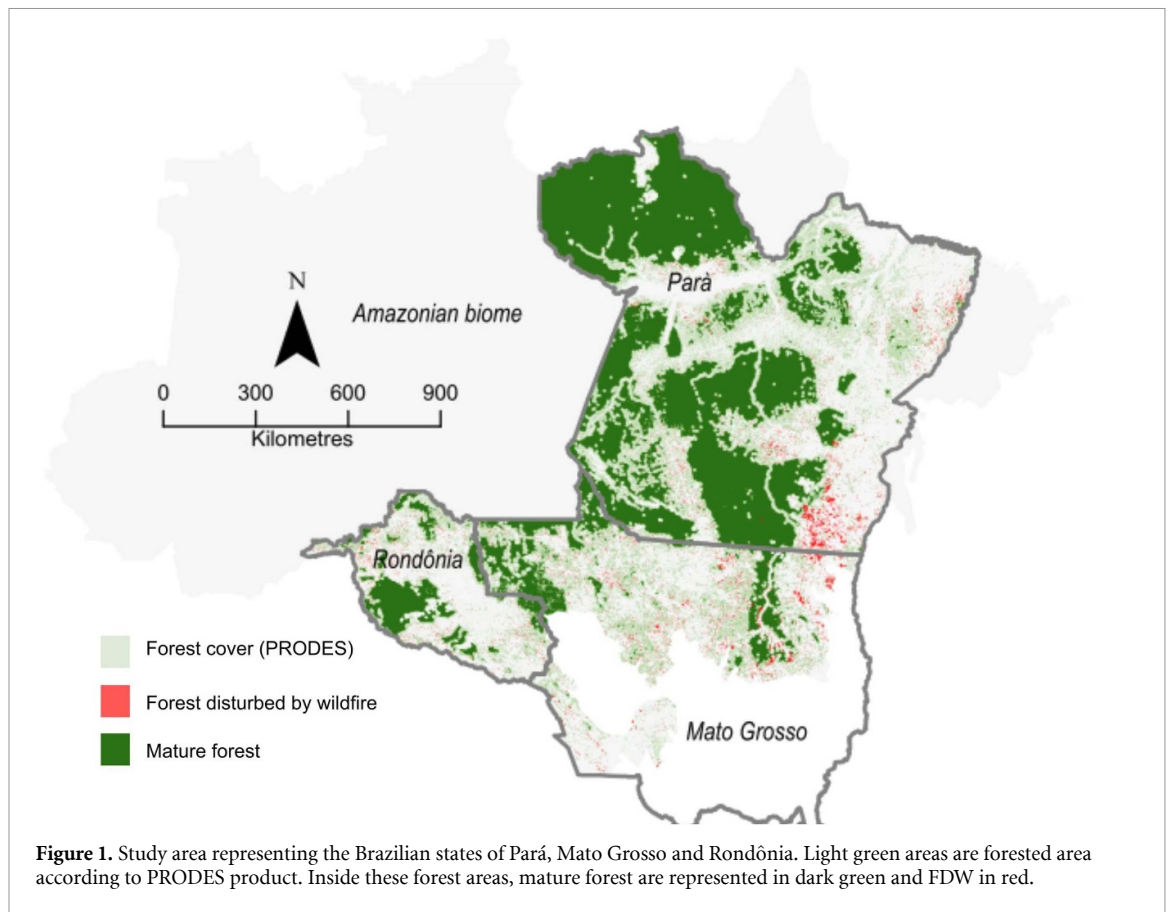 Parà
N
Amazonian biome
0 300 600 900
Kilometres
Rondônia
Forest cover (PRODES)
Forest disturbed by wildfire
Mature forest
Mato Grosso
Figure 1. Study area representing the Brazilian states of Pará, Mato Grosso and Rondônia. Light green areas are forested area
according to PRODES product. Inside these forest areas, mature forest are represented in dark green and FDW in red.